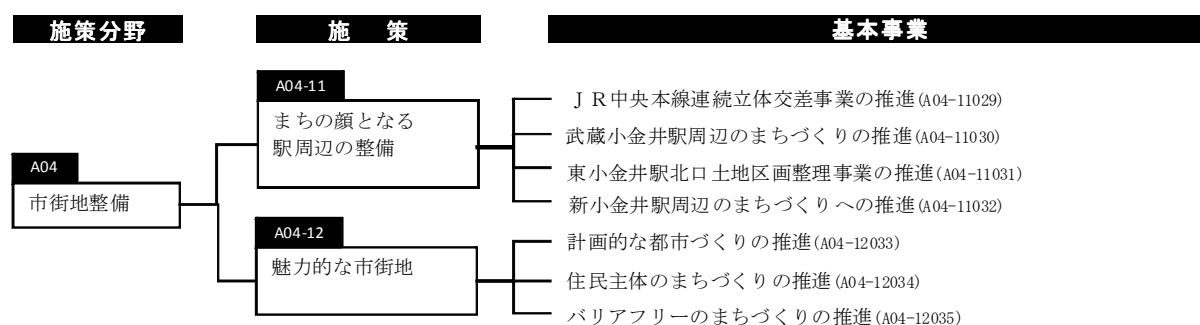 施策分野
施 策
基本事業
A04
市街地整備
A04-11
まちの顔となる
駅周辺の整備
ＪＲ中央本線連続立体交差事業の推進(A04-11029)
武蔵小金井駅周辺のまちづくりの推進(A04-11030)
東小金井駅北口土地区画整理事業の推進(A04-11031)
新小金井駅周辺のまちづくりへの推進(A04-11032)
A04-12
魅力的な市街地
計画的な都市づくりの推進(A04-12033)
住民主体のまちづくりの推進(A04-12034)
バリアフリーのまちづくりの推進(A04-12035)